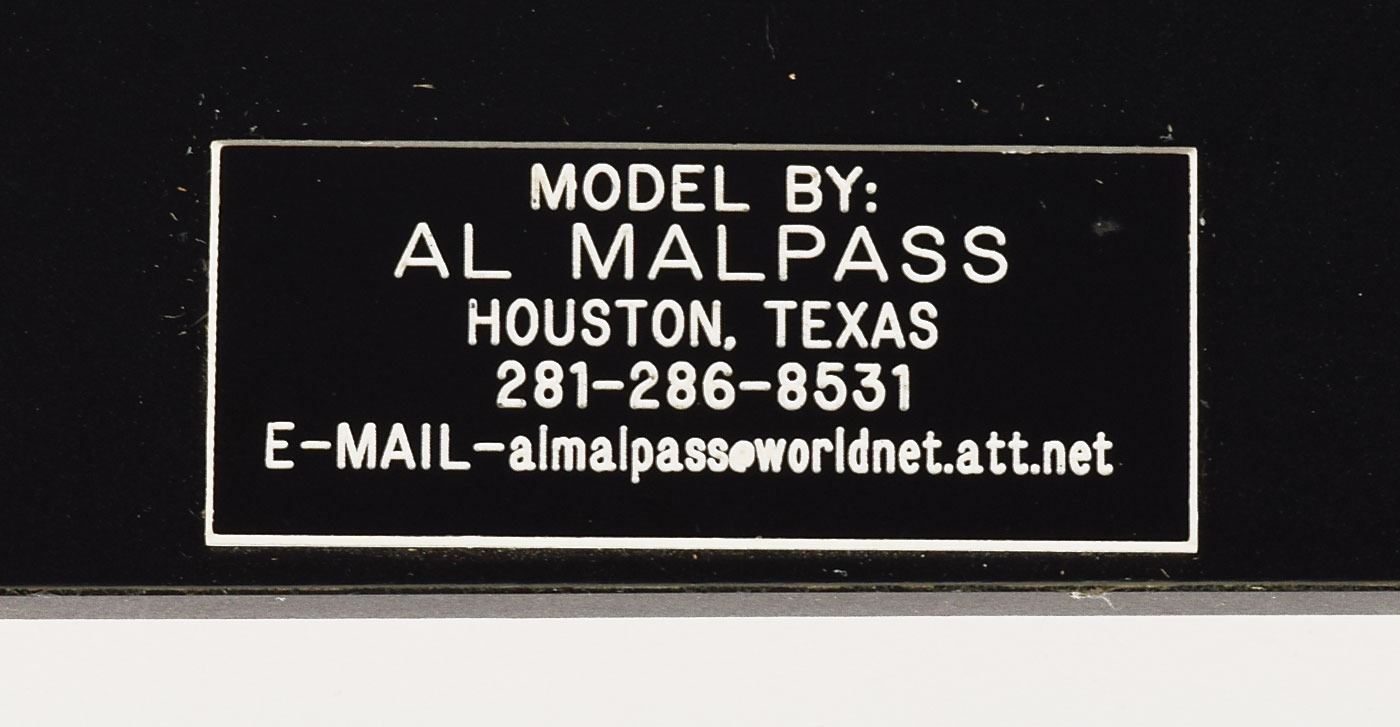 MODEL BY:
AL MALPASS
HOUSTON, TEXAS
281-286-8531
E-MAIL-almalpass@worldnet.att.net